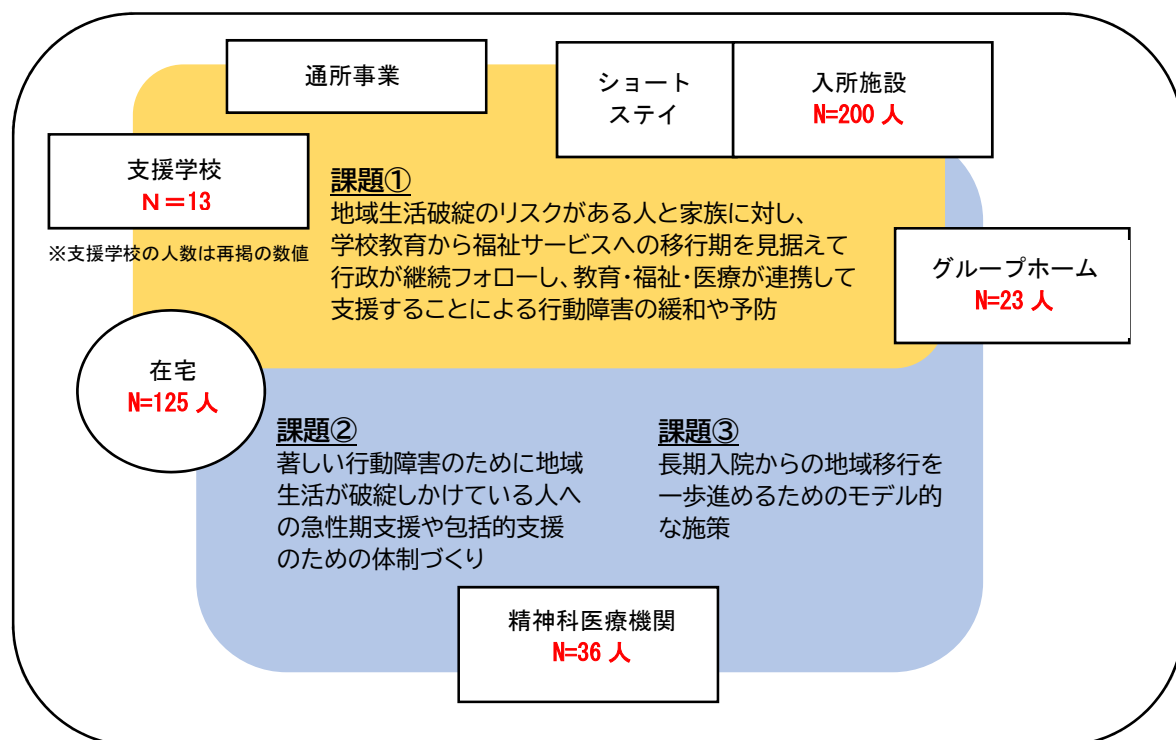 通所事業
ショート
ステイ
入所施設
N=200 人
支援学校
Ｎ＝13
※支援学校の人数は再掲の数値
課題①
地域生活破綻のリスクがある人と家族に対し、
学校教育から福祉サービスへの移行期を見据えて
行政が継続フォローし、教育・福祉・医療が連携して
支援することによる行動障害の緩和や予防
グループホーム
N=23 人
在宅
N=125 人
課題②
著しい行動障害のために地域
生活が破綻しかけている人へ
の急性期支援や包括的支援
のための体制づくり
課題③
長期入院からの地域移行を
一歩進めるためのモデル的
な施策
精神科医療機関
N=36 人